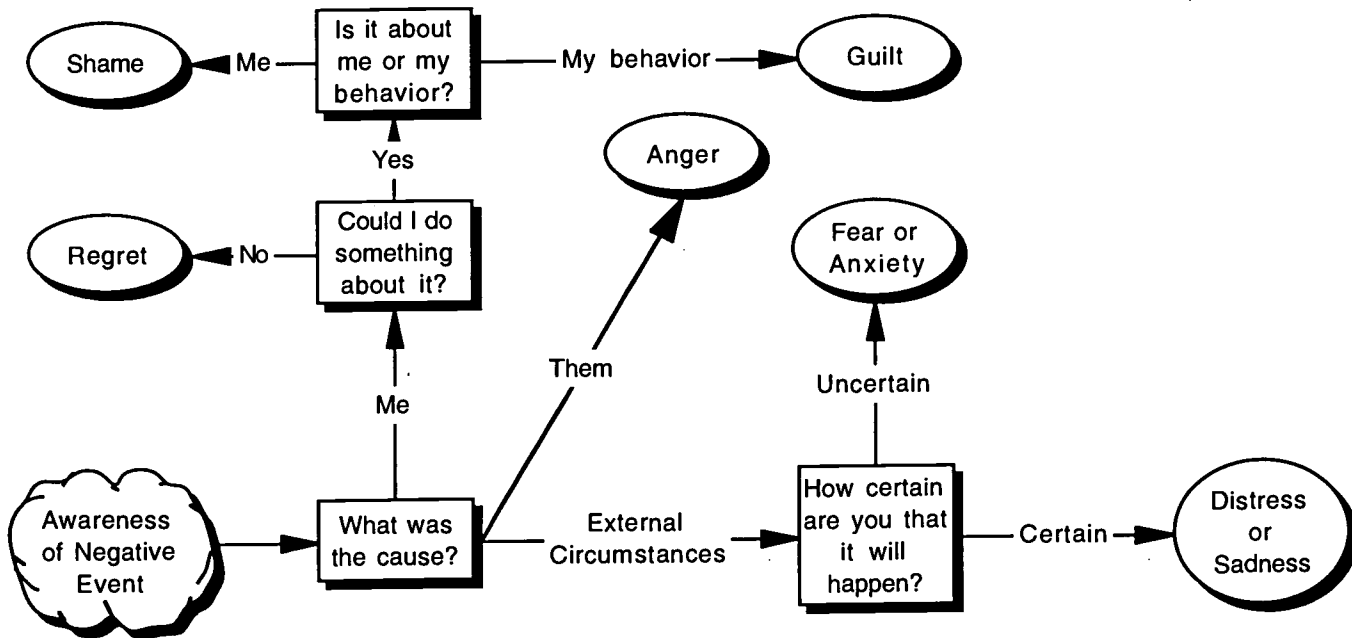 Is it about
me or my
behavior?
Shame
Me
My behavior
Guilt
Yes
Anger
Could I do
something
about it?
Regret
No
Fear or
Anxiety
Them
Uncertain
Me
Awareness
of Negative
Event
What was
the cause?
External
Circumstances
How certain
are you that
it will
happen?
Certain
Distress
or
Sadness